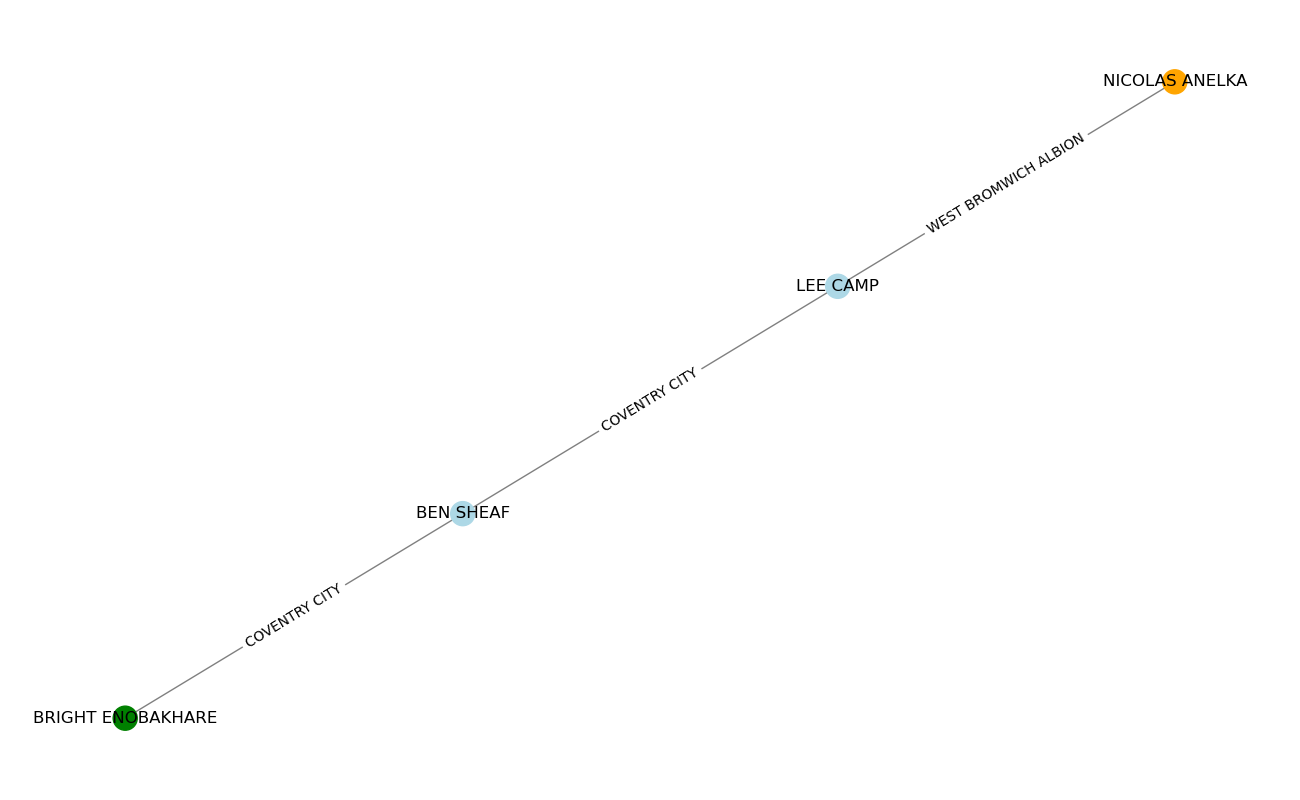 NICOLAS ANELKA
WEST BROMWICH ALBION
LEE CAMP
COVENTRY CITY
BEN SHEAF
COVENTRY CITY
BRIGHT ENOBAKHARE